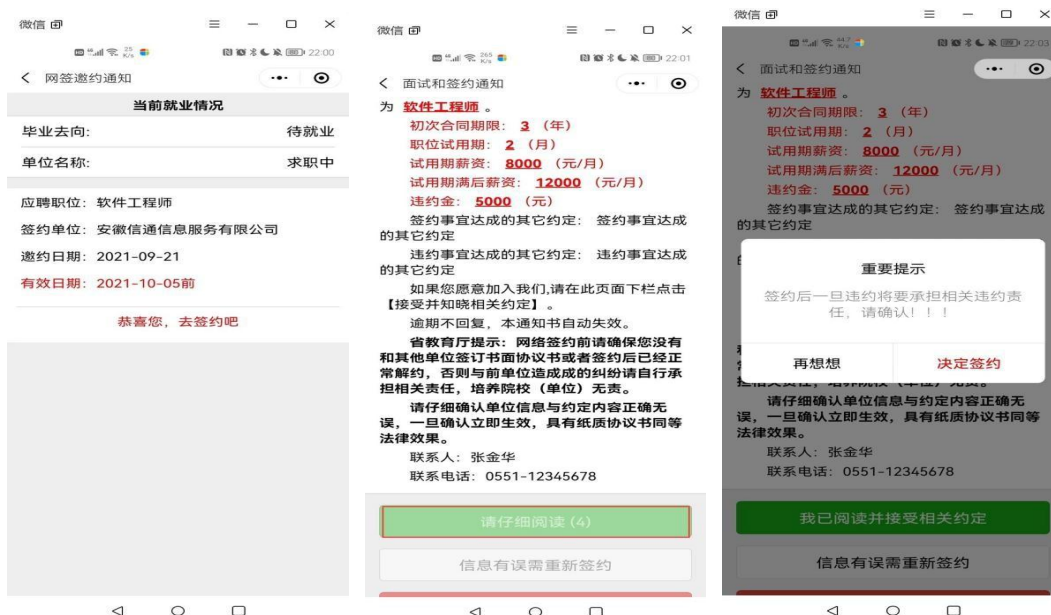 微信
25 K/s
22:00
网签邀约通知
当前就业情况
毕业去向: 待就业
单位名称: 求职中
应聘职位: 软件工程师
签约单位: 安徽信通信息服务有限公司
邀约日期: 2021-09-21
有效日期: 2021-10-05前
恭喜您, 去签约吧
微信
265 K/s
22:01
面试和签约通知
为 软件工程师 。
初次合同期限: 3 (年)
职位试用期: 2 (月)
试用期薪资: 8000 (元/月)
试用期满后薪资: 12000 (元/月)
违约金: 5000 (元)
签约事宜达成的其它约定: 签约事宜达成
的其它约定
违约事宜达成的其它约定: 违约事宜达成
的其它约定
如果您愿意加入我们,请在此页面下栏点击
【接受并知晓相关约定】。
逾期不回复, 本通知书自动失效。
省教育厅提示: 网络签约前请确保您没有
和其他单位签订书面协议书或者签约后已经正
常解约, 否则与前单位造成成的纠纷请自行承
担相关责任, 培养院校 (单位) 无责。
请仔细确认单位信息与约定内容正确无
误, 一旦确认立即生效, 具有纸质协议书同等
法律效果。
联系人: 张金华
联系电话: 0551-12345678
请仔细阅读 (4)
信息有误需重新签约
微信
44.7 K/s
22:03
面试和签约通知
为 软件工程师 。
初次合同期限: 3 (年)
职位试用期: 2 (月)
试用期薪资: 8000 (元/月)
试用期满后薪资: 12000 (元/月)
违约金: 5000 (元)
签约事宜达成的其它约定: 签约事宜达成
的其它约定
重要提示
签约后一旦违约将要承担相关违约责
任, 请确认! ! !
再想想 决定签约
担相关责任, 培养院校 (单位) 无责。
请仔细确认单位信息与约定内容正确无
误, 一旦确认立即生效, 具有纸质协议书同等
法律效果。
联系人: 张金华
联系电话: 0551-12345678
我已阅读并接受相关约定
信息有误需重新签约